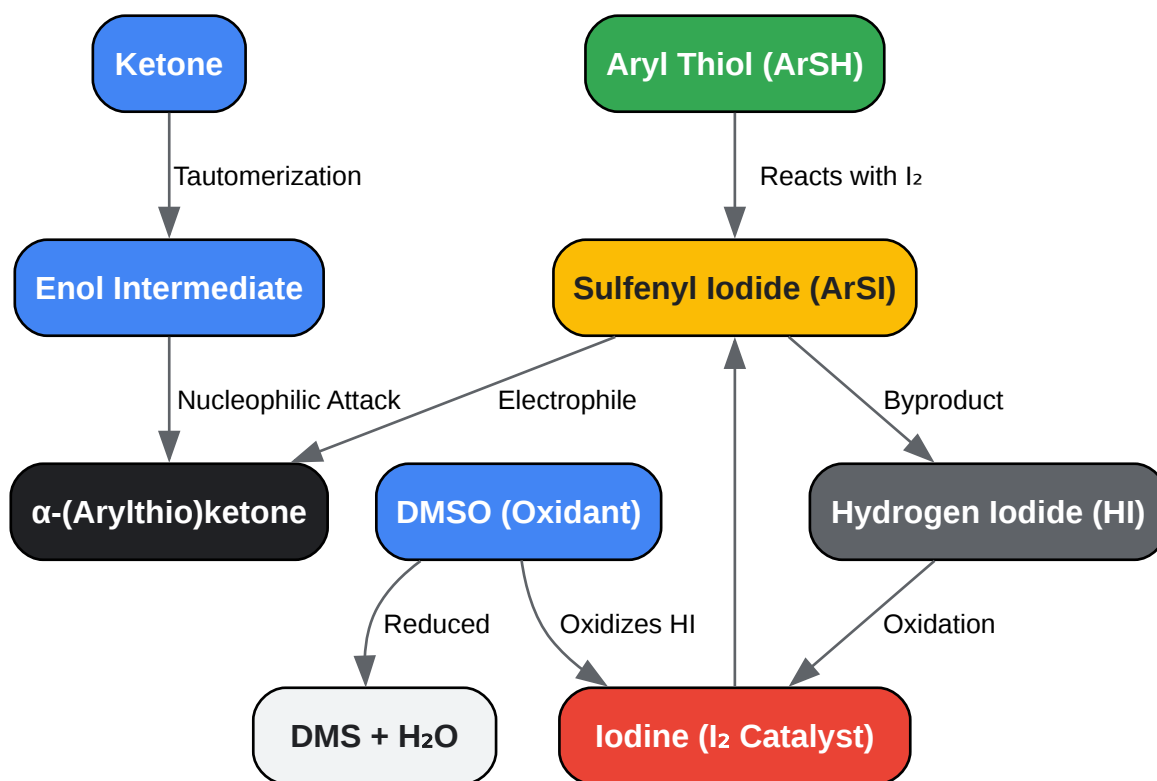 Ketone
Aryl Thiol (ArSH)
Tautomerization
Reacts with I₂
Enol Intermediate
Sulfenyl Iodide (ArSI)
Nucleophilic Attack
Electrophile
Byproduct
α-(Arylthio)ketone
DMSO (Oxidant)
Hydrogen Iodide (HI)
Reduced
Oxidizes HI
Oxidation
DMS + H₂O
Iodine (I₂ Catalyst)